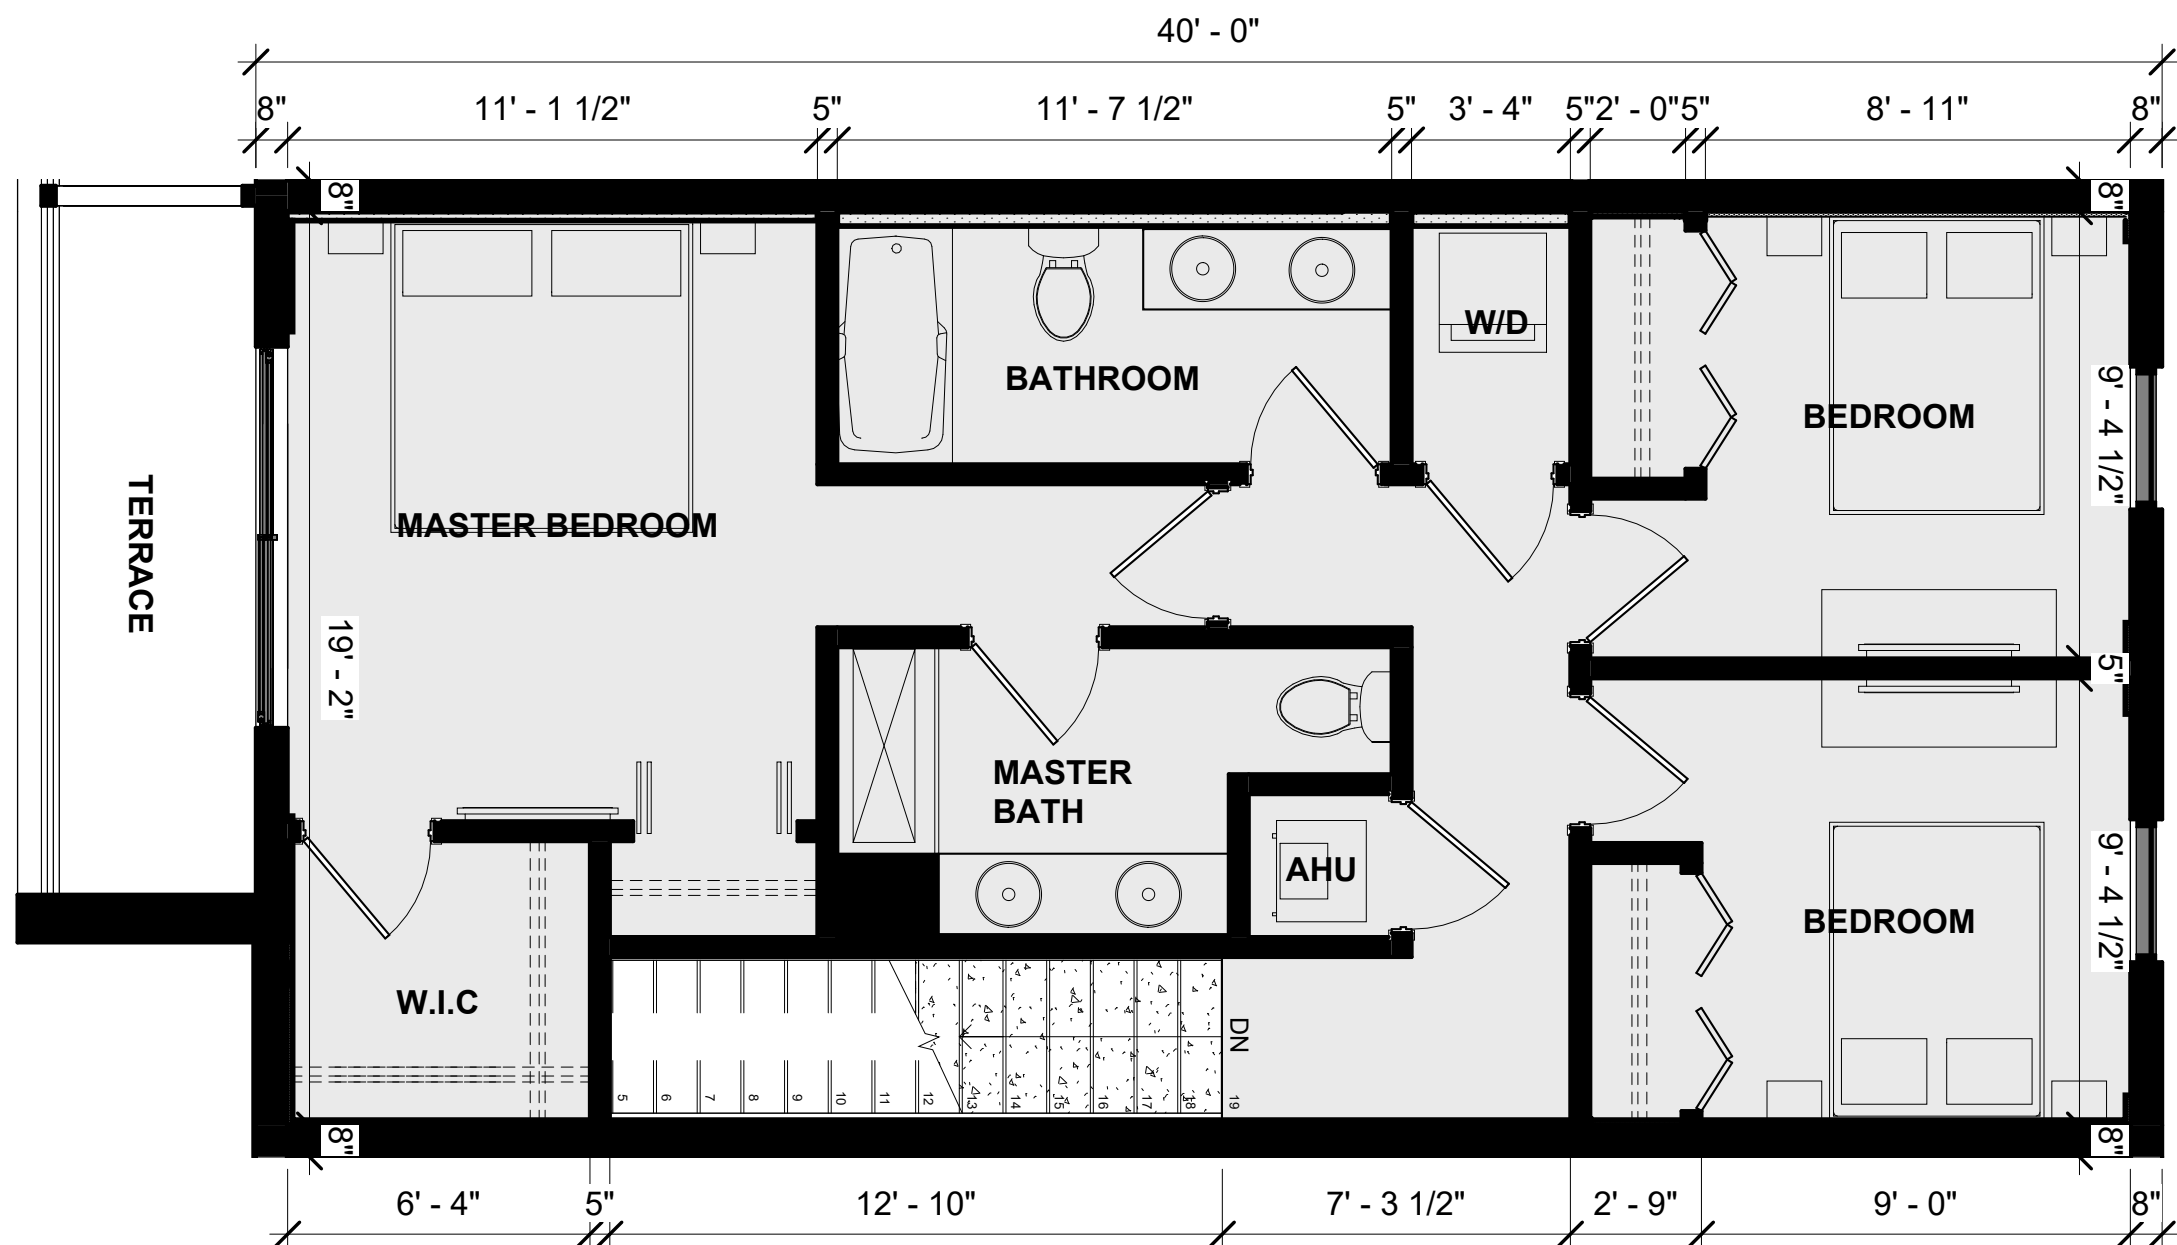 40' - 0"
8" 11' - 1 1/2" 5" 11' - 7 1/2" 5" 3' - 4" 5" 2' - 0" 5" 8' - 11" 8"
8"
8"
W/D
BATHROOM
BEDROOM
9' - 4 1/2"
TERRACE
MASTER BEDROOM
19' - 2"
5"
MASTER
BATH
AHU
BEDROOM
9' - 4 1/2"
W.I.C
DN
5 6 7 8 9 10 11 12 13 14 15 16 17 18 19
8"
8"
6' - 4" 5" 12' - 10" 7' - 3 1/2" 2' - 9" 9' - 0" 8"